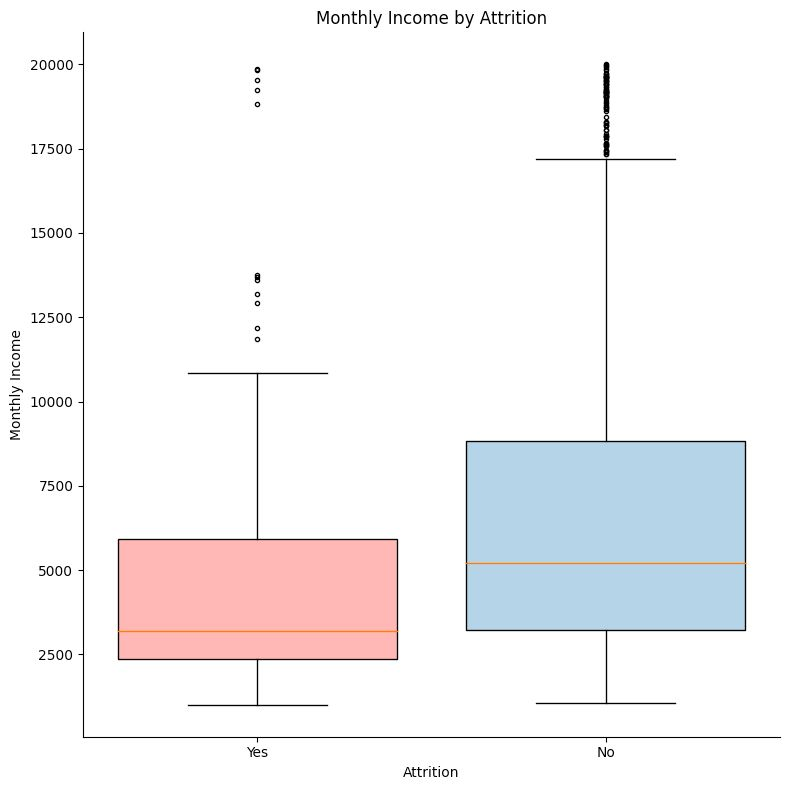 Monthly Income by Attrition
20000
17500
15000
12500
10000
7500
5000
2500
Monthly Income
Yes
No
Attrition